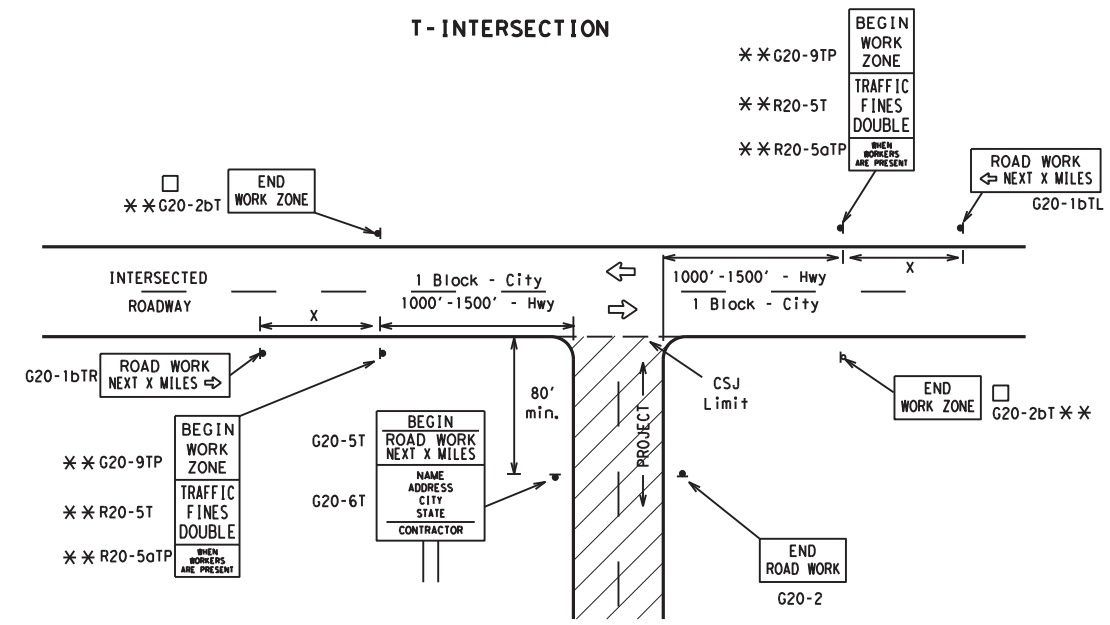 T-INTERSECTION
BEGIN
WORK
ZONE
TRAFFIC
FINES
DOUBLE
WHEN
WORKERS
ARE PRESENT
**G20-9TP
**R20-5T
**R20-5aTP
ROAD WORK
⇦ NEXT X MILES
G20-1bTL
END
WORK ZONE
□
**G20-2bT
INTERSECTED
ROADWAY
1 Block - City
1000'-1500' - Hwy
X
1000'-1500' - Hwy
1 Block - City
X
G20-1bTR
ROAD WORK
NEXT X MILES ⇨
80'
min.
PROJECT
CSJ
Limit
END
WORK ZONE
□
G20-2bT **
BEGIN
WORK
ZONE
TRAFFIC
FINES
DOUBLE
WHEN
WORKERS
ARE PRESENT
**G20-9TP
**R20-5T
**R20-5aTP
G20-5T
BEGIN
ROAD WORK
NEXT X MILES
G20-6T
NAME
ADDRESS
CITY
STATE
CONTRACTOR
END
ROAD WORK
G20-2